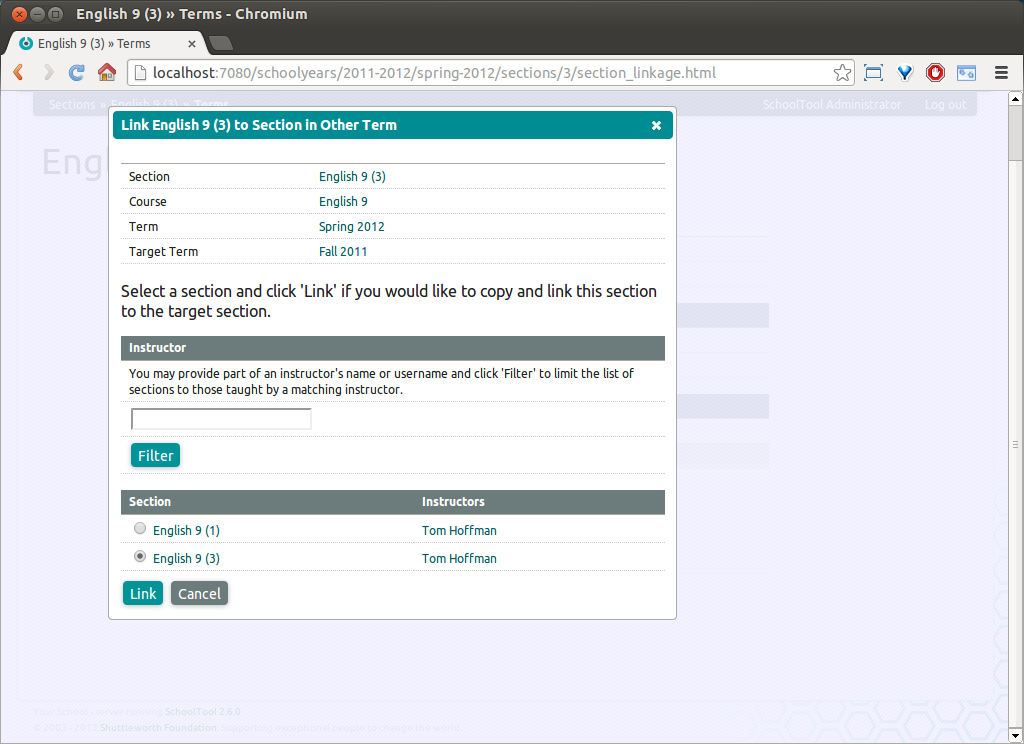 English 9 (3) » Terms - Chromium
English 9 (3) » Terms
localhost:7080/schoolyears/2011-2012/spring-2012/sections/3/section_linkage.html
Sections » English 9 (3) » Terms SchoolTool Administrator Log out
Engl
Link English 9 (3) to Section in Other Term
Section English 9 (3)
Course English 9
Term Spring 2012
Target Term Fall 2011
Select a section and click 'Link' if you would like to copy and link this section
to the target section.
Instructor
You may provide part of an instructor's name or username and click 'Filter' to limit the list of
sections to those taught by a matching instructor.
Filter
Section Instructors
English 9 (1) Tom Hoffman
English 9 (3) Tom Hoffman
Link Cancel
Your School - server running SchoolTool 2.6.0
© 2003 - 2012 Shuttleworth Foundation, supporting exceptional people to change the world.